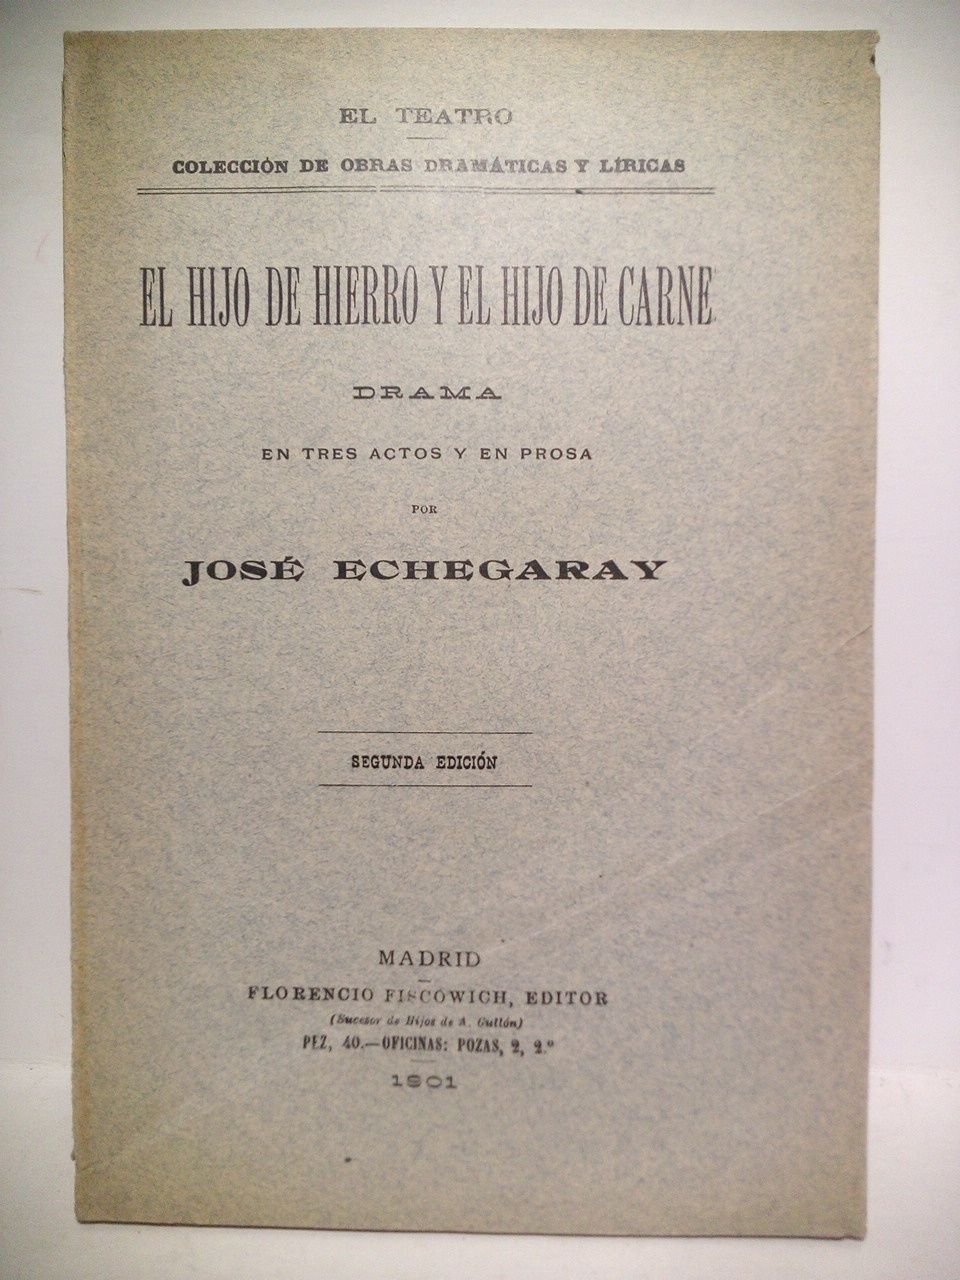 EL TEATRO
COLECCIÓN DE OBRAS DRAMÁTICAS Y LÍRICAS
EL HIJO DE HIERRO Y EL HIJO DE CARNE
DRAMA
EN TRES ACTOS Y EN PROSA
POR
JOSÉ ECHEGARAY
SEGUNDA EDICIÓN
MADRID
FLORENCIO FISCOWICH, EDITOR
(Sucesor de Hijos de A. Gullón)
PEZ, 40.—OFICINAS: POZAS, 2, 2.º
1901